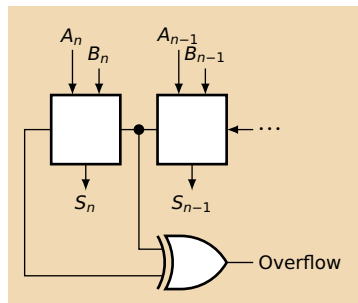 Aₙ
Bₙ
Aₙ₋₁
Bₙ₋₁
...
Sₙ
Sₙ₋₁
Overflow